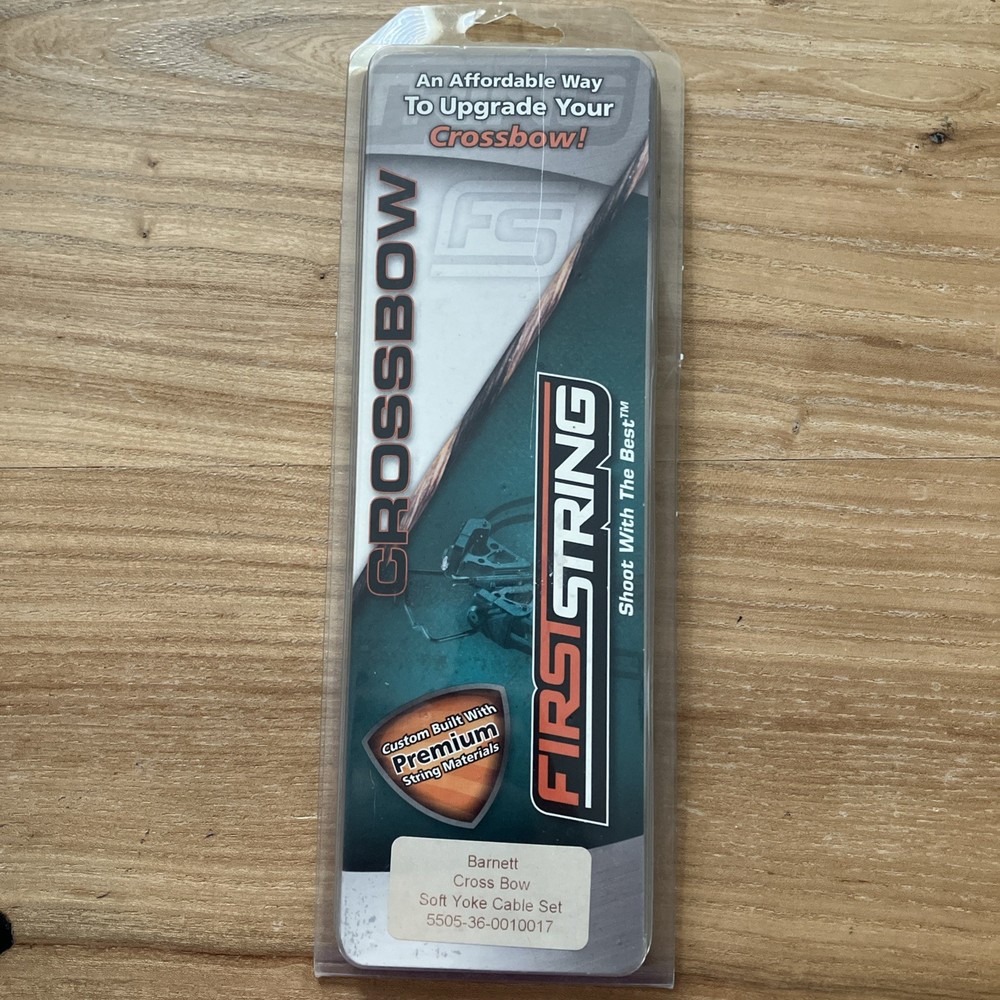 An Affordable Way
To Upgrade Your
Crossbow!
FS
CROSSBOW
FIRSTSTRING
Shoot With The Best™
Custom Built With
Premium
String Materials
Barnett
Cross Bow
Soft Yoke Cable Set
5505-36-0010017